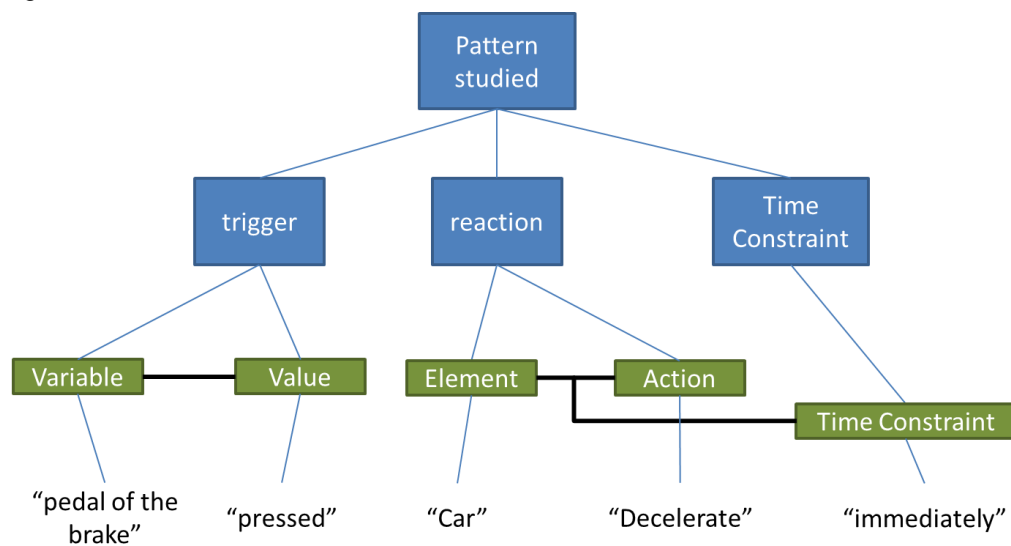 Pattern
studied
trigger
reaction
Time
Constraint
Variable
Value
Element
Action
Time Constraint
“pedal of the
brake”
“pressed”
“Car”
“Decelerate”
“immediately”